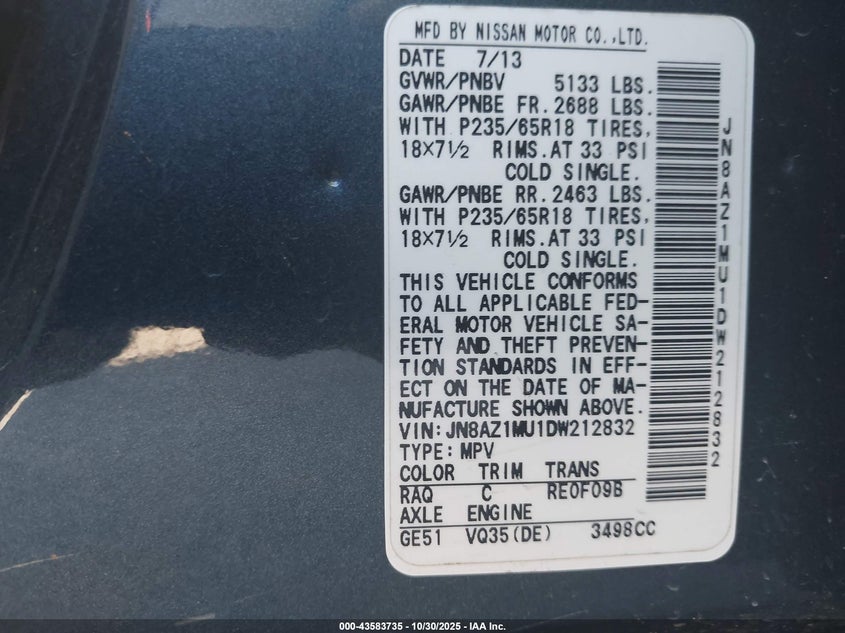 MFD BY NISSAN MOTOR CO.,LTD.
DATE 7/13
GVWR/PNBV 5133 LBS.
GAWR/PNBE FR. 2688 LBS.
WITH P235/65R18 TIRES,
18×7½ RIMS. AT 33 PSI
COLD SINGLE.
GAWR/PNBE RR. 2463 LBS.
WITH P235/65R18 TIRES,
18×7½ RIMS. AT 33 PSI
COLD SINGLE.
THIS VEHICLE CONFORMS
TO ALL APPLICABLE FED-
ERAL MOTOR VEHICLE SA-
FETY AND THEFT PREVEN-
TION STANDARDS IN EFF-
ECT ON THE DATE OF MA-
NUFACTURE SHOWN ABOVE.
VIN: JN8AZ1MU1DW212832
TYPE: MPV
COLOR TRIM TRANS
RAQ C RE0F09B
AXLE ENGINE
GE51 VQ35(DE) 3498CC
JN8AZ1MU1DW212832
000-43583735 - 10/30/2025 - IAA Inc.